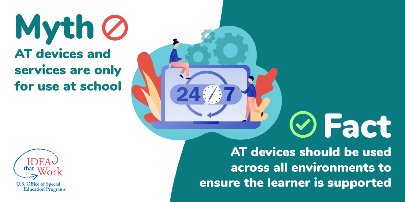 Myth
AT devices and
services are only
for use at school
24 7
Fact
AT devices should be used
across all environments to
ensure the learner is supported
IDEAs
that Work
U.S. Office of Special
Education Programs